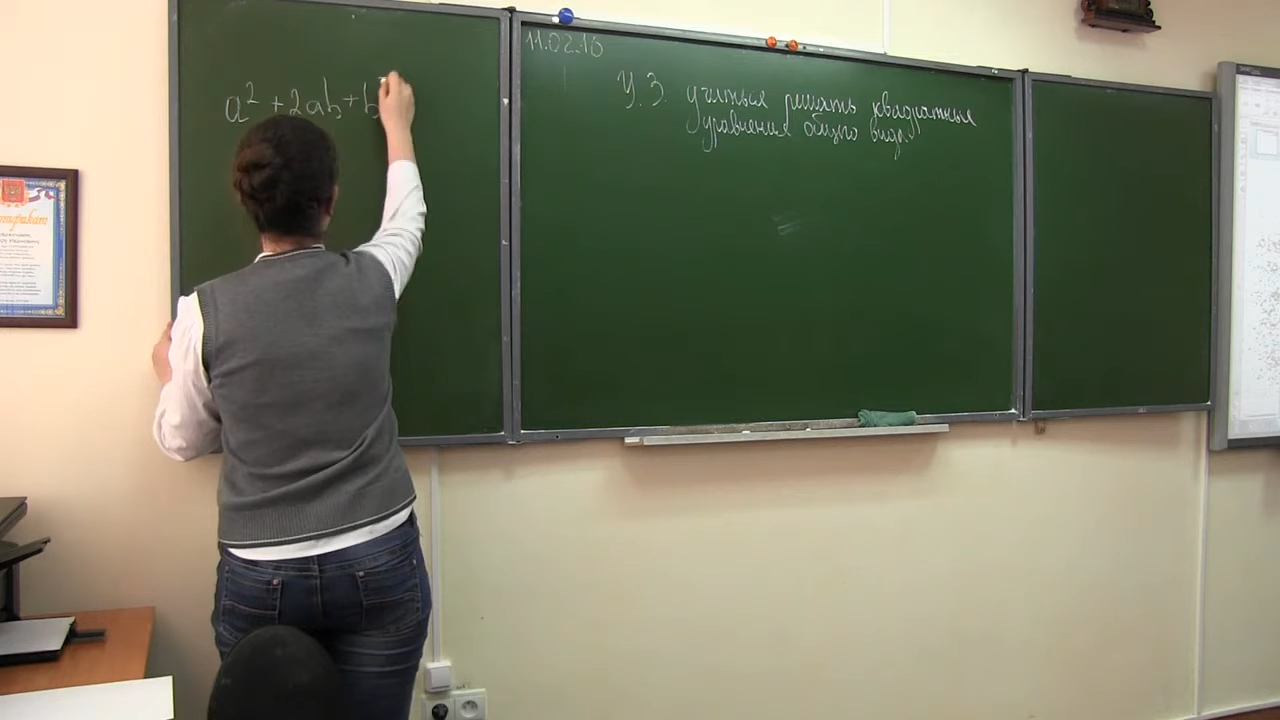 a² + 2ab + b
11.02.16
У.З. учиться решать квадратные
уравнения общего вида.